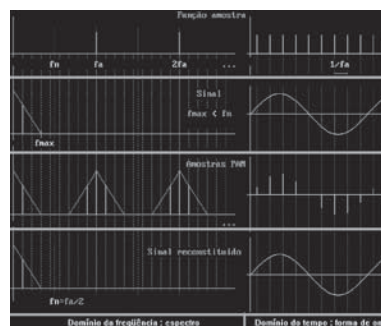 Função amostra
fn fa 2fa ... 1/fa
Sinal
fmax < fn
fmax
Amostras PAM
...
Sinal reconstituído
fn=fa/2
Domínio da freqüência : espectro Domínio do tempo : forma de